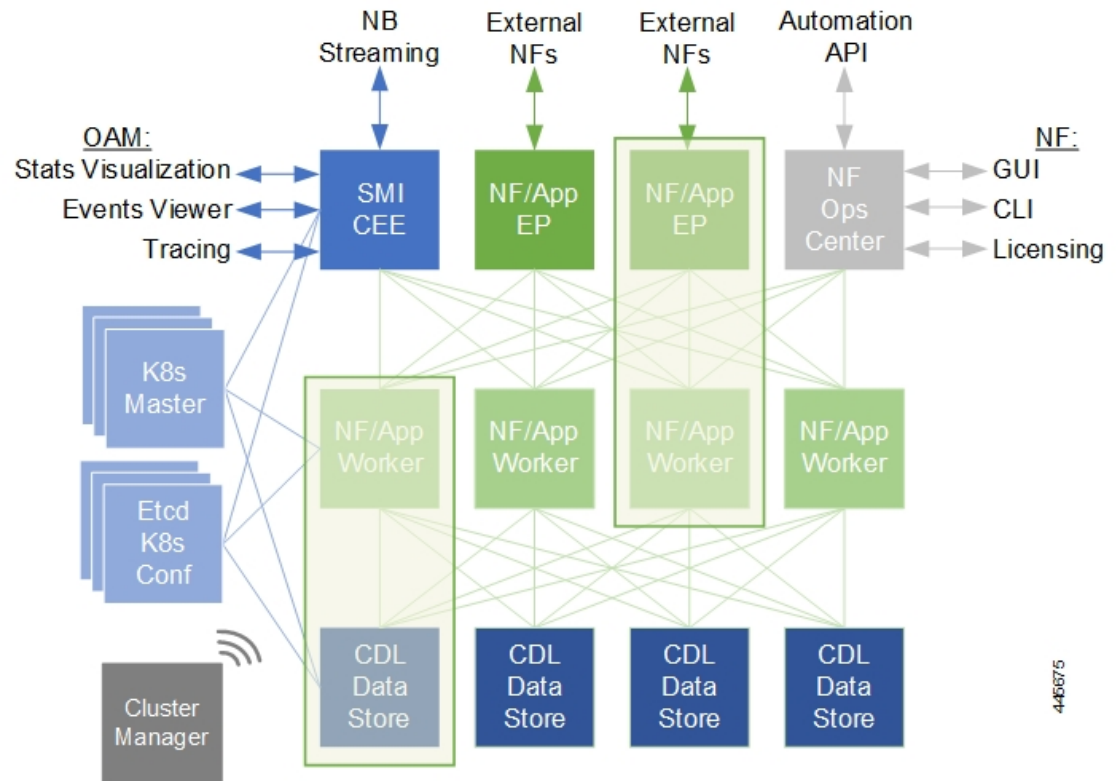 NB
Streaming
External
NFs
External
NFs
Automation
API
OAM:
Stats Visualization
Events Viewer
Tracing
SMI
CEE
NF/App
EP
NF/App
EP
NF
Ops
Center
NF:
GUI
CLI
Licensing
K8s
Master
NF/App
Worker
NF/App
Worker
NF/App
Worker
NF/App
Worker
Etcd
K8s
Conf
Cluster
Manager
CDL
Data
Store
CDL
Data
Store
CDL
Data
Store
CDL
Data
Store
445675